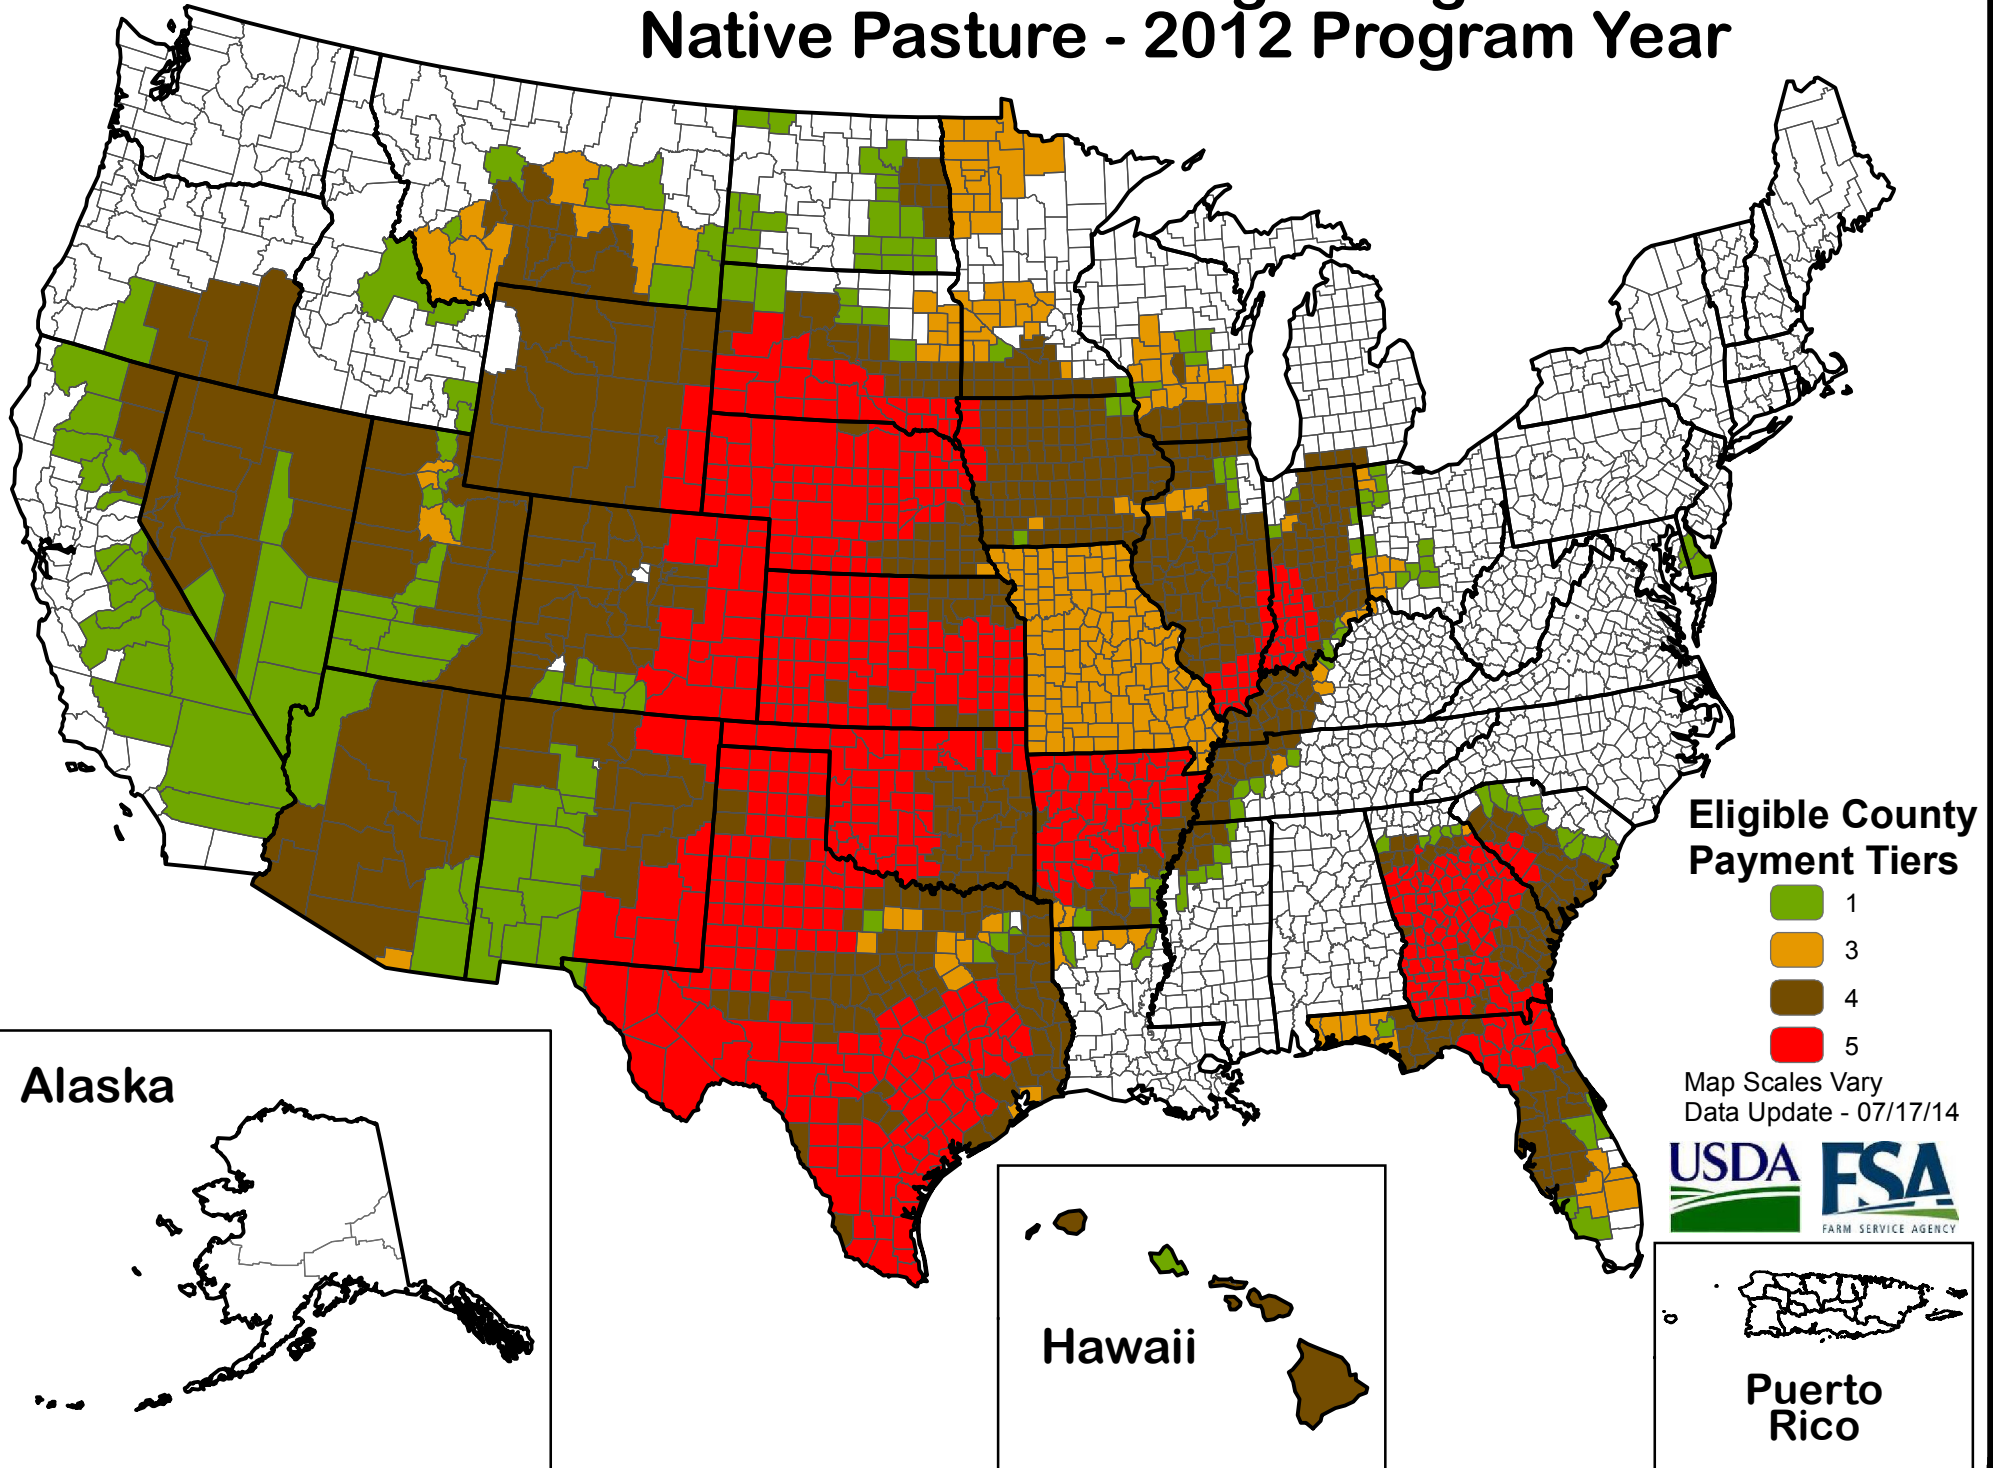 Native Pasture - 2012 Program Year
Eligible County
Payment Tiers
1
3
4
5
Map Scales Vary
Data Update - 07/17/14
USDA
FSA
FARM SERVICE AGENCY
Alaska
Hawaii
Puerto
Rico